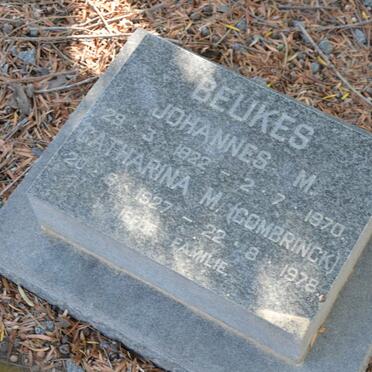 BEUKES
JOHANNES M.
29. 3. 1922 - 2. 7. 1970.
CATHARINA M. (COMBRINCK)
20. 1927 - 22. 8. 1978.
FAMILIE